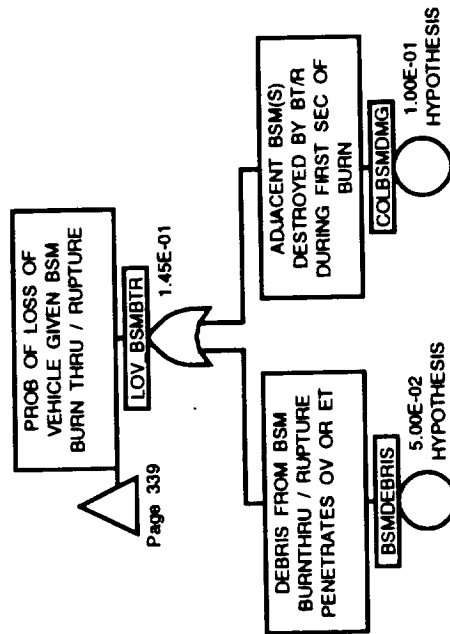 PROB OF LOSS OF
VEHICLE GIVEN BSM
BURN THRU / RUPTURE
LOV_BSMBTR
1.45E-01
Page 339
DEBRIS FROM BSM
BURNTHRU / RUPTURE
PENETRATES OV OR ET
BSMDEBRIS
5.00E-02
HYPOTHESIS
ADJACENT BSM(S)
DESTROYED BY BT/R
DURING FIRST SEC OF
BURN
COLBSMDMG
1.00E-01
HYPOTHESIS